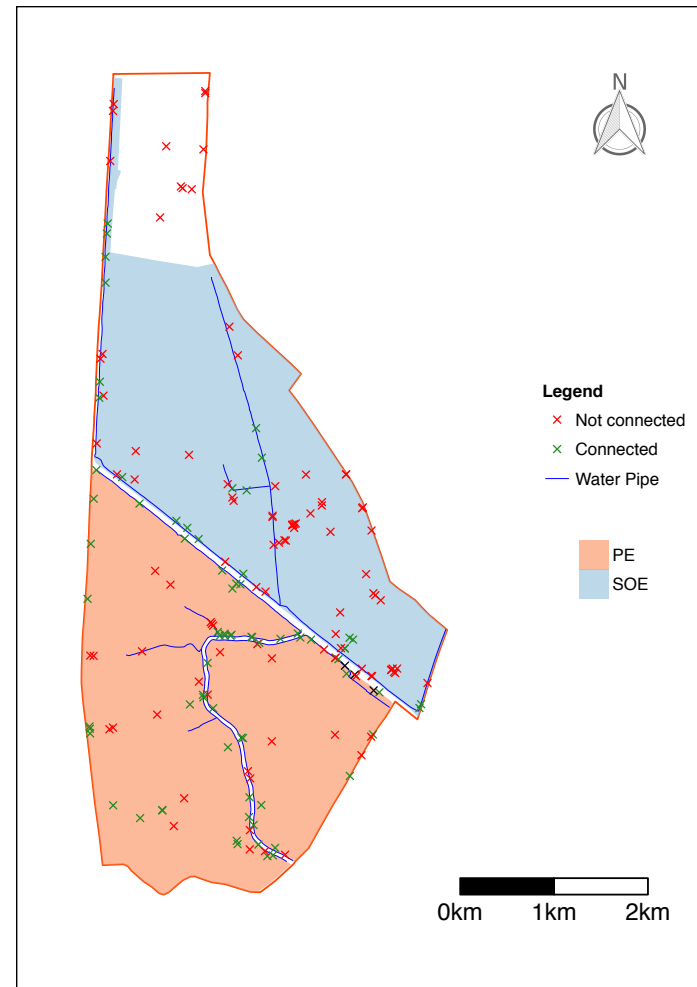 N
Legend
Not connected
Connected
Water Pipe
PE
SOE
0km 1km 2km